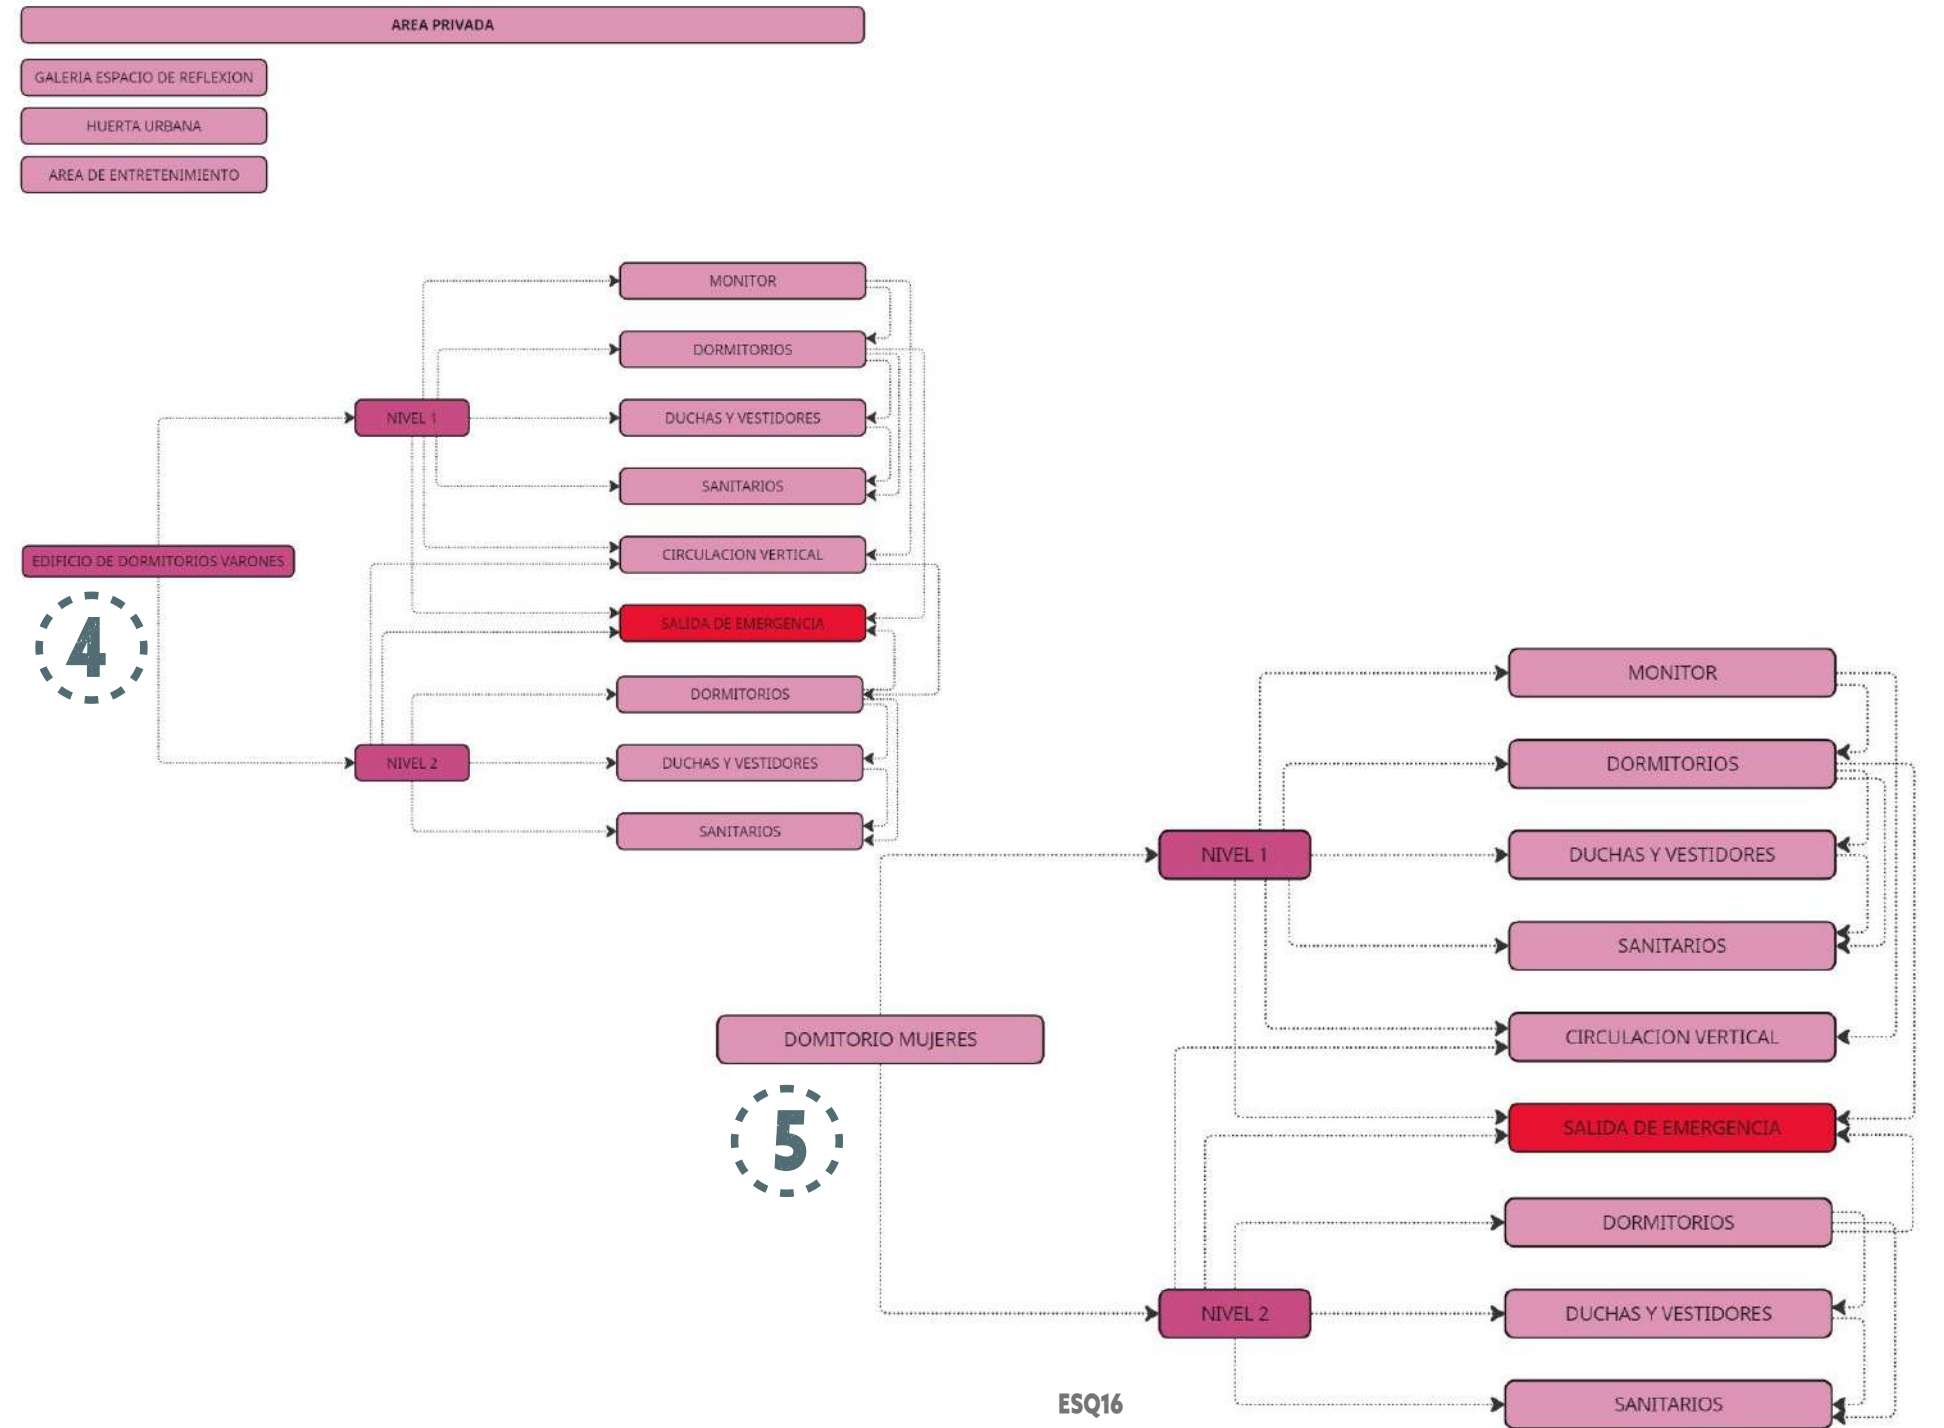 AREA PRIVADA
GALERIA ESPACIO DE REFLEXION
HUERTA URBANA
AREA DE ENTRETENIMIENTO
MONITOR
DORMITORIOS
NIVEL 1
DUCHAS Y VESTIDORES
SANITARIOS
EDIFICIO DE DORMITORIOS VARONES
CIRCULACION VERTICAL
4
SALIDA DE EMERGENCIA
DORMITORIOS
NIVEL 2
DUCHAS Y VESTIDORES
SANITARIOS
MONITOR
DORMITORIOS
NIVEL 1
DUCHAS Y VESTIDORES
SANITARIOS
DOMITORIO MUJERES
CIRCULACION VERTICAL
5
SALIDA DE EMERGENCIA
DORMITORIOS
NIVEL 2
DUCHAS Y VESTIDORES
SANITARIOS
ESQ16